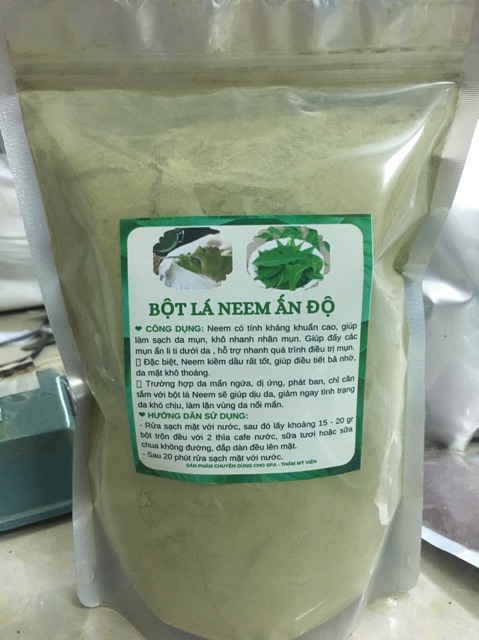 BỘT LÁ NEEM ẤN ĐỘ
❤ CÔNG DỤNG: Neem có tính kháng khuẩn cao, giúp
làm sạch da mụn, khô nhanh nhân mụn. Giúp đẩy các
mụn ẩn li ti dưới da , hỗ trợ nhanh quá trình điều trị mụn.
▯ Đặc biệt, Neem kiềm dầu rất tốt, giúp điều tiết bã nhờ,
da mặt khô thoáng.
▯ Trường hợp da mẩn ngứa, dị ứng, phát ban, chỉ cần
tắm với bột lá Neem sẽ giúp dịu da, giảm ngay tình trạng
da khó chịu, làm lặn vùng da nổi mẩn.
❤ HƯỚNG DẪN SỬ DỤNG:
- Rửa sạch mặt với nước, sau đó lấy khoảng 15 - 20 gr
bột trộn đều với 2 thìa cafe nước, sữa tươi hoặc sữa
chua không đường, đắp dàn đều lên mặt.
- Sau 20 phút rửa sạch mặt với nước.
SẢN PHẨM CHUYÊN DÙNG CHO SPA - THẨM MỸ VIỆN